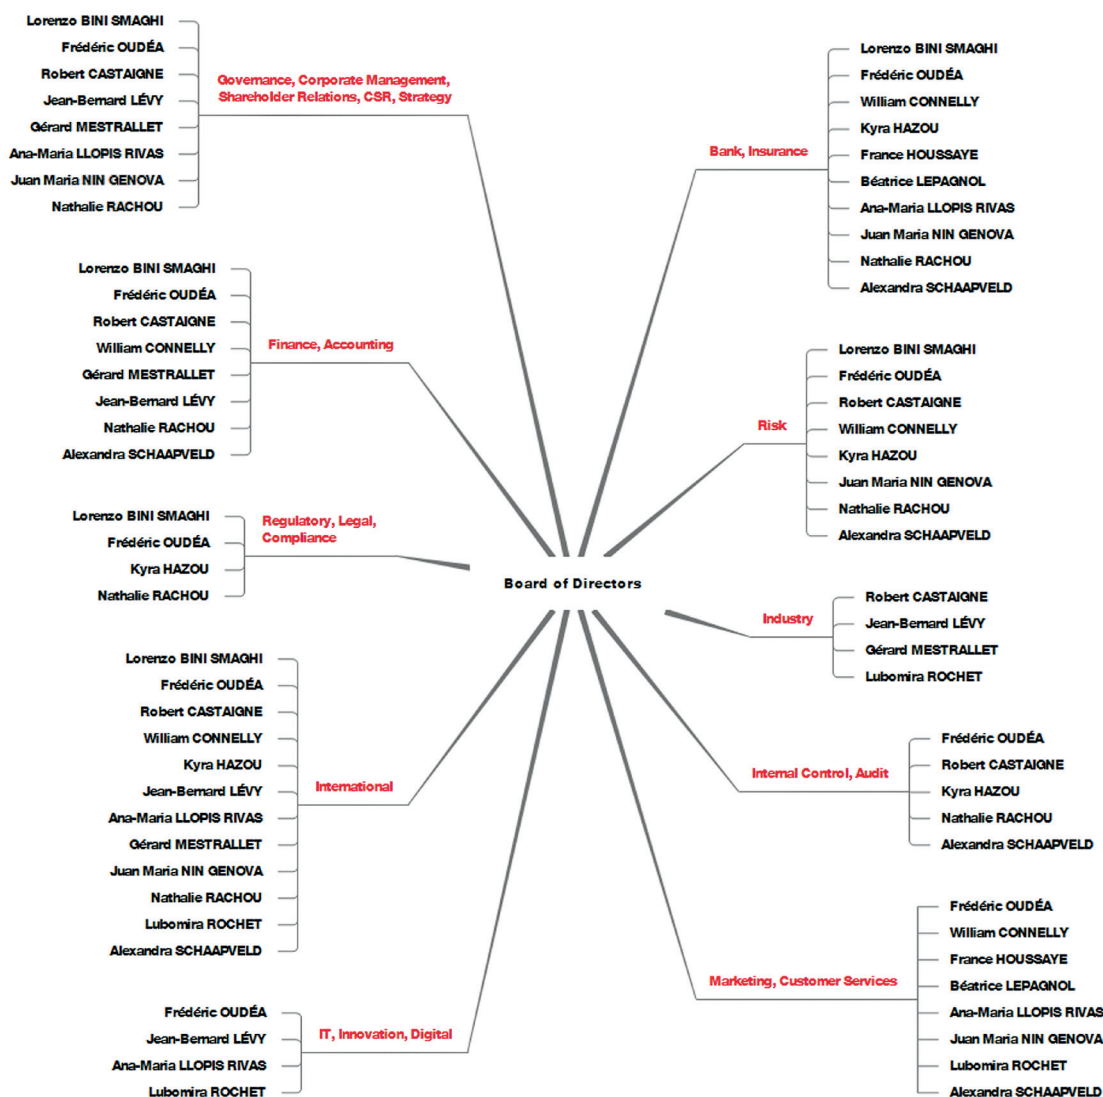 Lorenzo BINI SMAGHI
Frédéric OUDÉA
Robert CASTAIGNE
Jean-Bernard LÉVY
Gérard MESTRALLET
Ana-Maria LLOPIS RIVAS
Juan Maria NIN GENOVA
Nathalie RACHOU
Governance, Corporate Management,
Shareholder Relations, CSR, Strategy
Lorenzo BINI SMAGHI
Frédéric OUDÉA
Robert CASTAIGNE
William CONNELLY
Gérard MESTRALLET
Jean-Bernard LÉVY
Nathalie RACHOU
Alexandra SCHAAPVELD
Finance, Accounting
Lorenzo BINI SMAGHI
Frédéric OUDÉA
Kyra HAZOU
Nathalie RACHOU
Regulatory, Legal,
Compliance
Lorenzo BINI SMAGHI
Frédéric OUDÉA
Robert CASTAIGNE
William CONNELLY
Kyra HAZOU
Jean-Bernard LÉVY
Ana-Maria LLOPIS RIVAS
Gérard MESTRALLET
Juan Maria NIN GENOVA
Nathalie RACHOU
Lubomira ROCHET
Alexandra SCHAAPVELD
International
Frédéric OUDÉA
Jean-Bernard LÉVY
Ana-Maria LLOPIS RIVAS
Lubomira ROCHET
IT, Innovation, Digital
Board of Directors
Bank, Insurance
Lorenzo BINI SMAGHI
Frédéric OUDÉA
William CONNELLY
Kyra HAZOU
France HOUSSAYE
Béatrice LEPAGNOL
Ana-Maria LLOPIS RIVAS
Juan Maria NIN GENOVA
Nathalie RACHOU
Alexandra SCHAAPVELD
Risk
Lorenzo BINI SMAGHI
Frédéric OUDÉA
Robert CASTAIGNE
William CONNELLY
Kyra HAZOU
Juan Maria NIN GENOVA
Nathalie RACHOU
Alexandra SCHAAPVELD
Industry
Robert CASTAIGNE
Jean-Bernard LÉVY
Gérard MESTRALLET
Lubomira ROCHET
Internal Control, Audit
Frédéric OUDÉA
Robert CASTAIGNE
Kyra HAZOU
Nathalie RACHOU
Alexandra SCHAAPVELD
Marketing, Customer Services
Frédéric OUDÉA
William CONNELLY
France HOUSSAYE
Béatrice LEPAGNOL
Ana-Maria LLOPIS RIVAS
Juan Maria NIN GENOVA
Lubomira ROCHET
Alexandra SCHAAPVELD